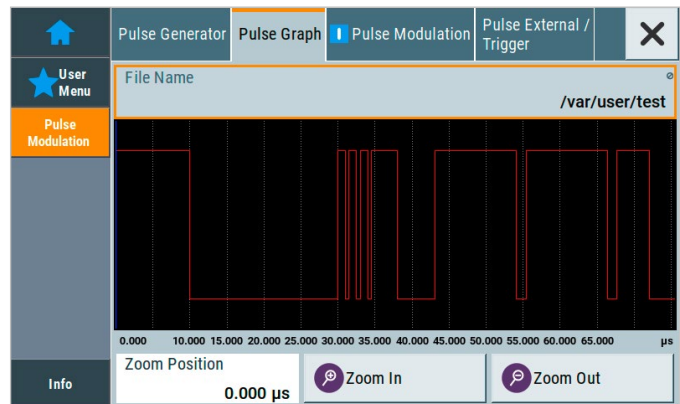 Pulse Generator
Pulse Graph
Pulse Modulation
Pulse External /
Trigger
User
Menu
Pulse
Modulation
File Name
/var/user/test
0.000 10.000 15.000 20.000 25.000 30.000 35.000 40.000 45.000 50.000 55.000 60.000 65.000 µs
Info
Zoom Position
0.000 µs
Zoom In
Zoom Out